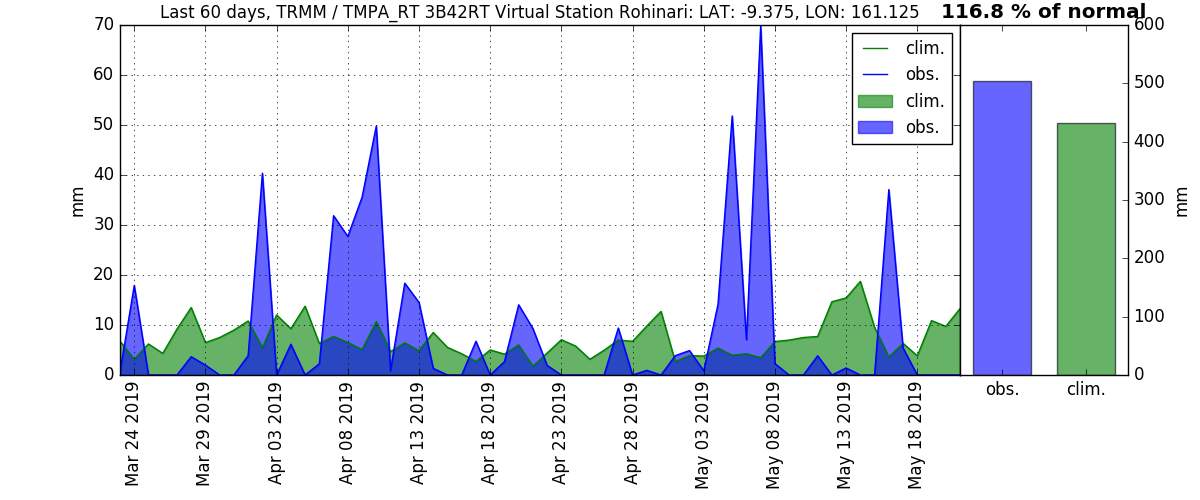 Last 60 days, TRMM / TMPA_RT 3B42RT Virtual Station Rohinari: LAT: -9.375, LON: 161.125
116.8 % of normal
70
60
50
40
30
20
10
0
mm
clim.
obs.
clim.
obs.
Mar 24 2019
Mar 29 2019
Apr 03 2019
Apr 08 2019
Apr 13 2019
Apr 18 2019
Apr 23 2019
Apr 28 2019
May 03 2019
May 08 2019
May 13 2019
May 18 2019
600
500
400
300
200
100
0
mm
obs.
clim.